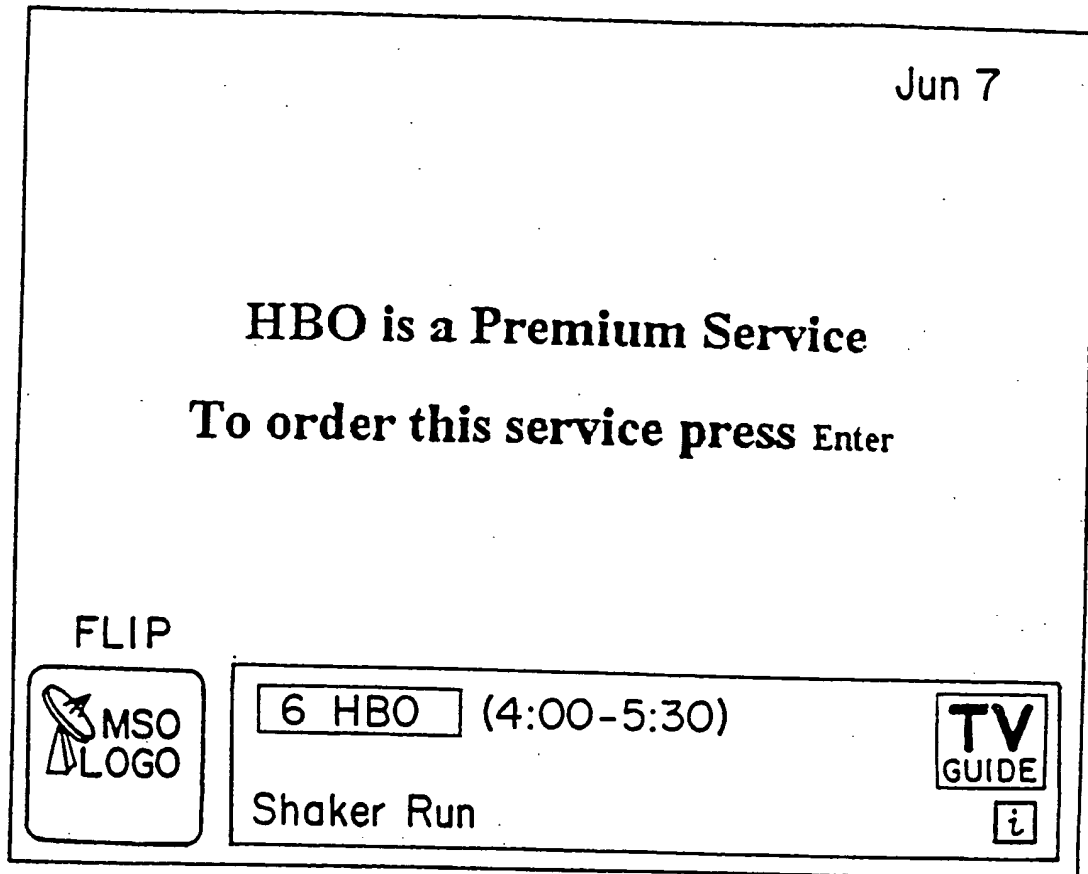 Jun 7
HBO is a Premium Service
To order this service press Enter
FLIP
MSO
LOGO
6 HBO (4:00-5:30)
Shaker Run
TV
GUIDE
i